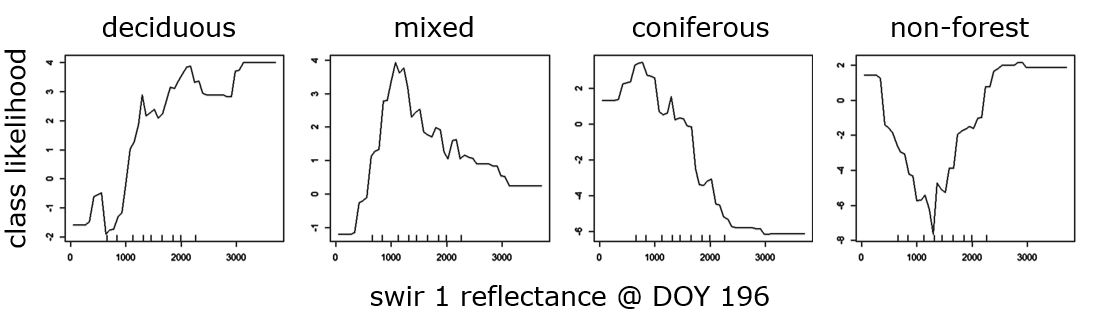 deciduous mixed coniferous non-forest
class likelihood
4 3 2 1 0 -1 -2
4 3 2 1 0 -1
2 0 -2 -4 -6
2 0 -2 -4 -6 -8
0 1000 2000 3000 0 1000 2000 3000 0 1000 2000 3000 0 1000 2000 3000
swir 1 reflectance @ DOY 196